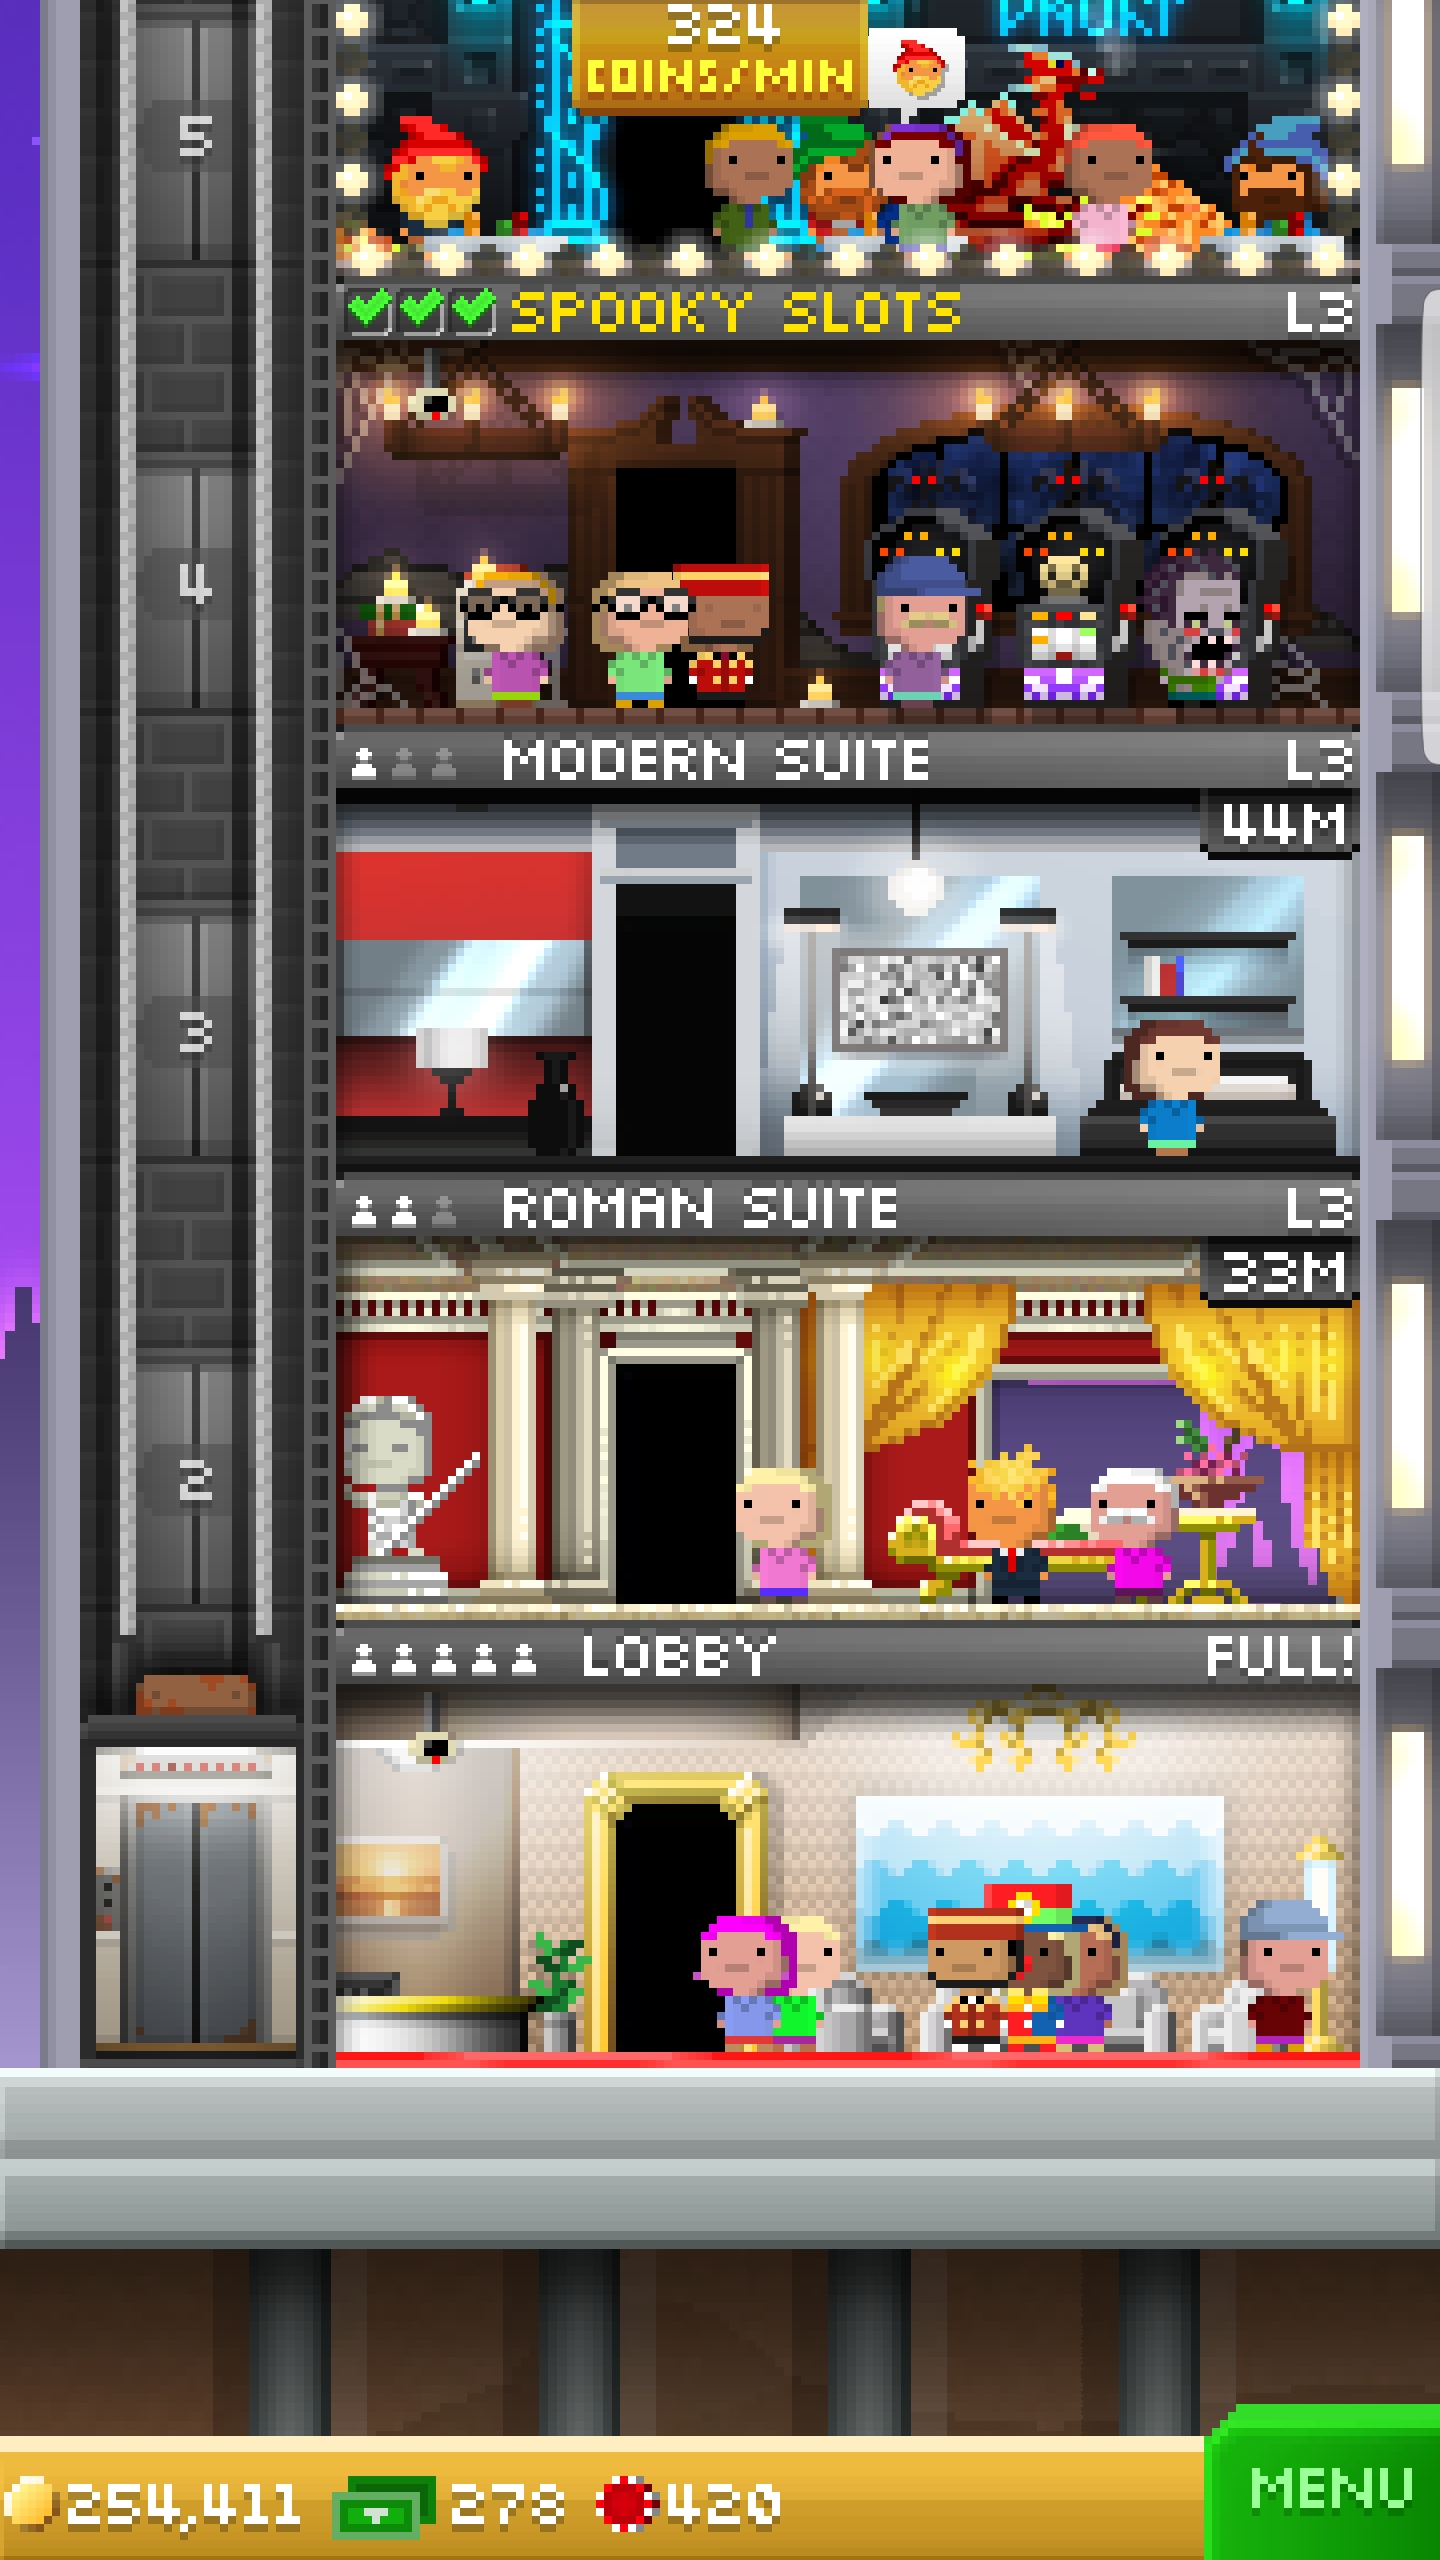 324
COINS/MIN
5
SPOOKY SLOTS L3
4
MODERN SUITE L3
44M
3
ROMAN SUITE L3
33M
2
LOBBY FULL!
254,411 278 420
MENU